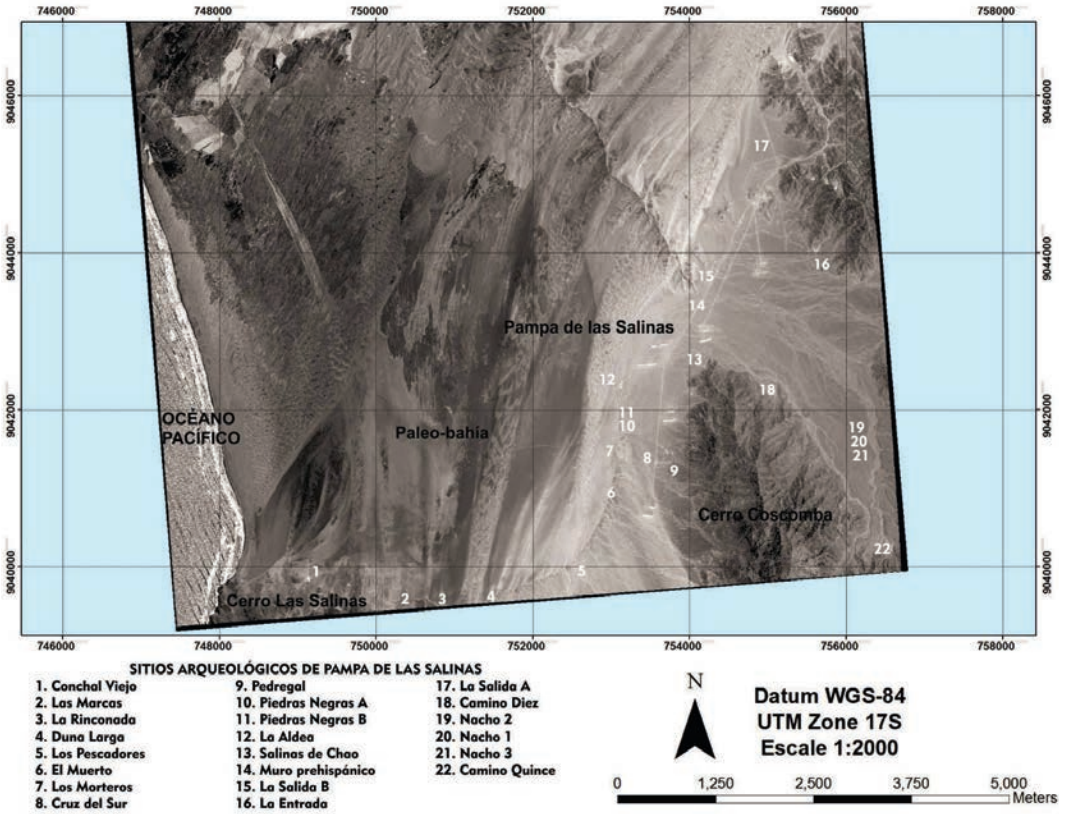 746000 748000 750000 752000 754000 756000 758000
9046000 9046000
17
9044000 16 9044000
15
14
Pampa de las Salinas
13
12
18
9042000 11 9042000
OCÉANO
PACÍFICO
10
Paleo-bahía
19
20
7 8 21
9
6
Cerro Coscomba
22
9040000 1 5 9040000
Cerro Las Salinas 2 3 4
746000 748000 750000 752000 754000 756000 758000
SITIOS ARQUEOLÓGICOS DE PAMPA DE LAS SALINAS
1. Conchal Viejo
2. Las Marcas
3. La Rinconada
4. Duna Larga
5. Los Pescadores
6. El Muerto
7. Los Morteros
8. Cruz del Sur
9. Pedregal
10. Piedras Negras A
11. Piedras Negras B
12. La Aldea
13. Salinas de Chao
14. Muro prehispánico
15. La Salida B
16. La Entrada
17. La Salida A
18. Camino Diez
19. Nacho 2
20. Nacho 1
21. Nacho 3
22. Camino Quince
N
Datum WGS-84
UTM Zone 17S
Escale 1:2000
0 1,250 2,500 3,750 5,000
Meters